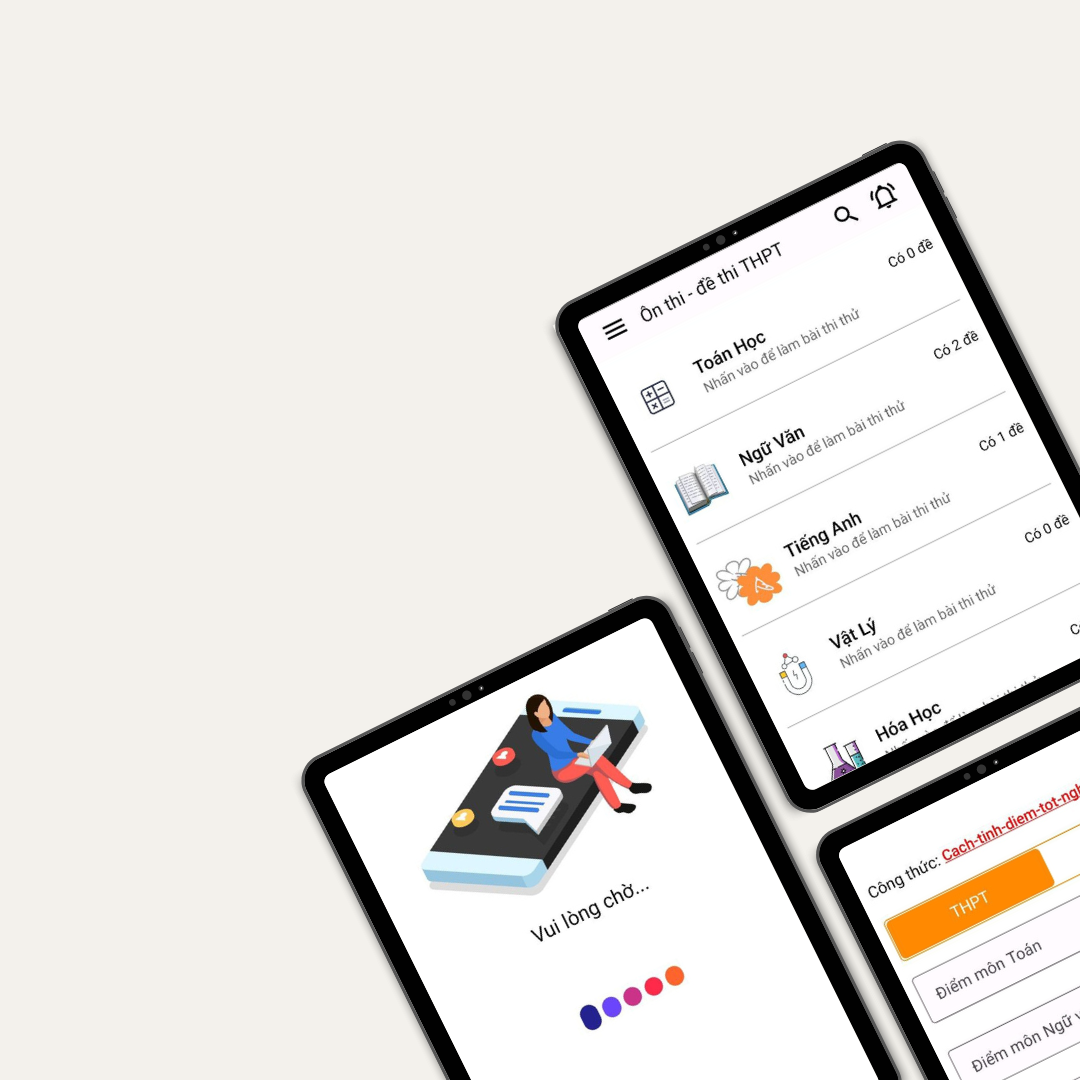 Ôn thi - đề thi THPT
Toán Học
Nhấn vào để làm bài thi thử
Có 0 đề
Ngữ Văn
Nhấn vào để làm bài thi thử
Có 2 đề
Tiếng Anh
Nhấn vào để làm bài thi thử
Có 1 đề
Vật Lý
Nhấn vào để làm bài thi thử
Có 0 đề
Hóa Học
Vui lòng chờ...
Công thức: Cach-tinh-diem-tot-ngh
THPT
Điểm môn Toán
Điểm môn Ngữ v